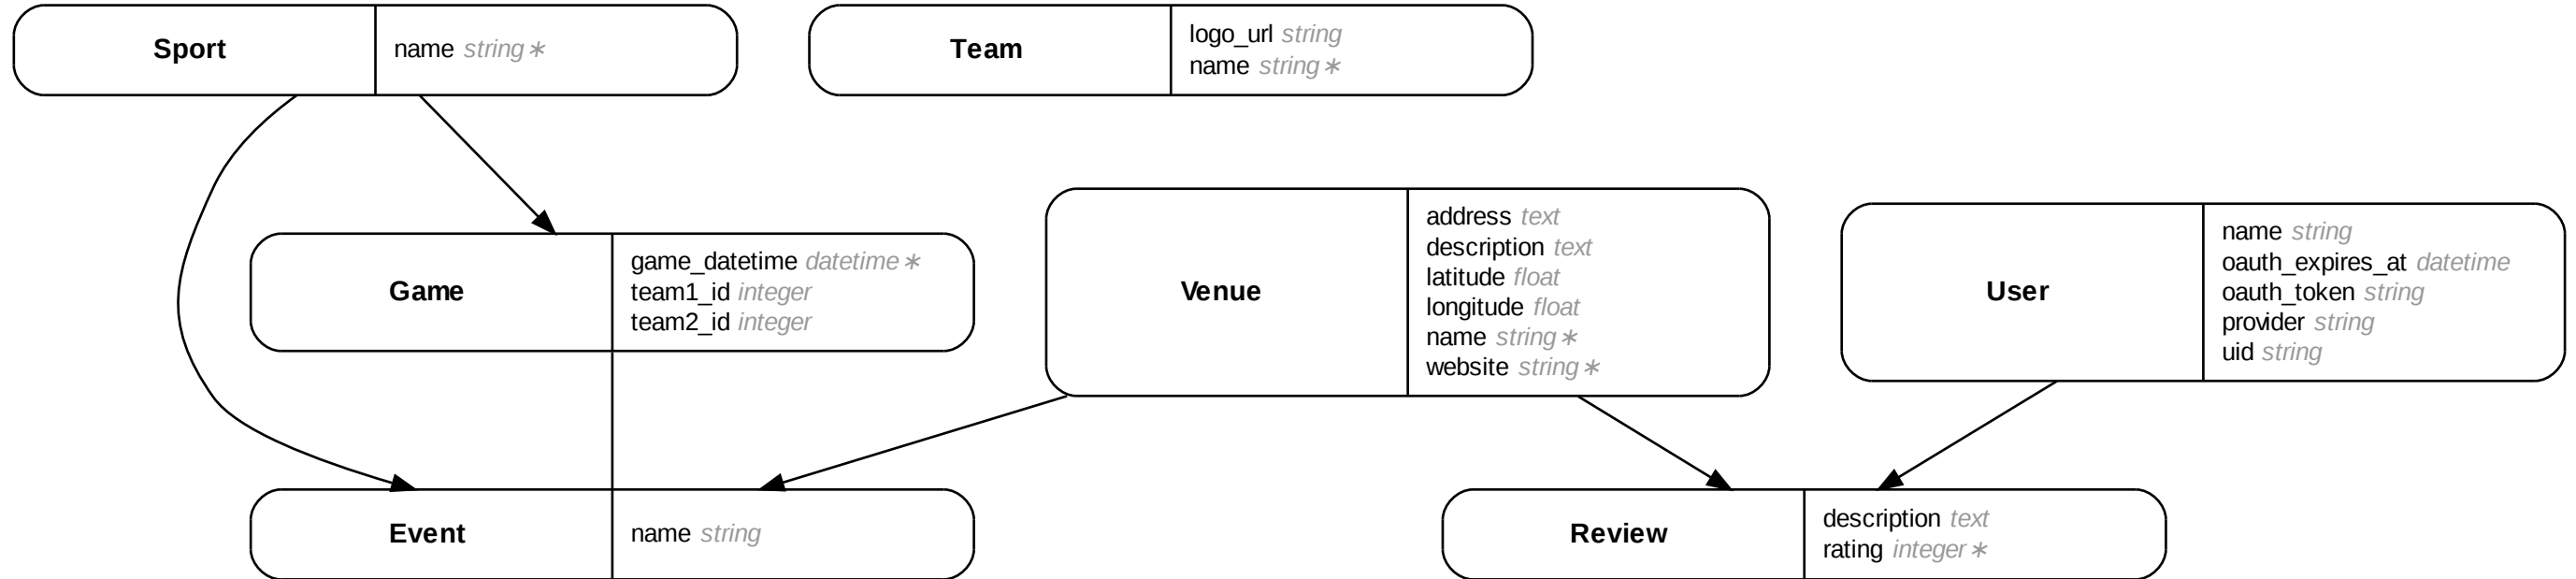 Sport
name string∗
Team
logo_url string
name string∗
Game
game_datetime datetime∗
team1_id integer
team2_id integer
Venue
address text
description text
latitude float
longitude float
name string∗
website string∗
User
name string
oauth_expires_at datetime
oauth_token string
provider string
uid string
Event
name string
Review
description text
rating integer∗